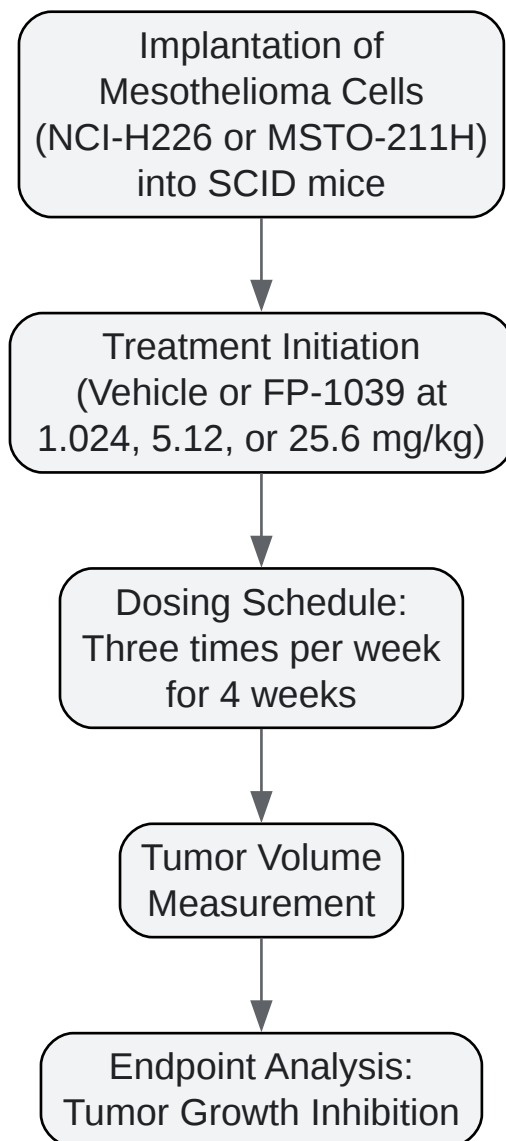 Implantation of
Mesothelioma Cells
(NCI-H226 or MSTO-211H)
into SCID mice
Treatment Initiation
(Vehicle or FP-1039 at
1.024, 5.12, or 25.6 mg/kg)
Dosing Schedule:
Three times per week
for 4 weeks
Tumor Volume
Measurement
Endpoint Analysis:
Tumor Growth Inhibition